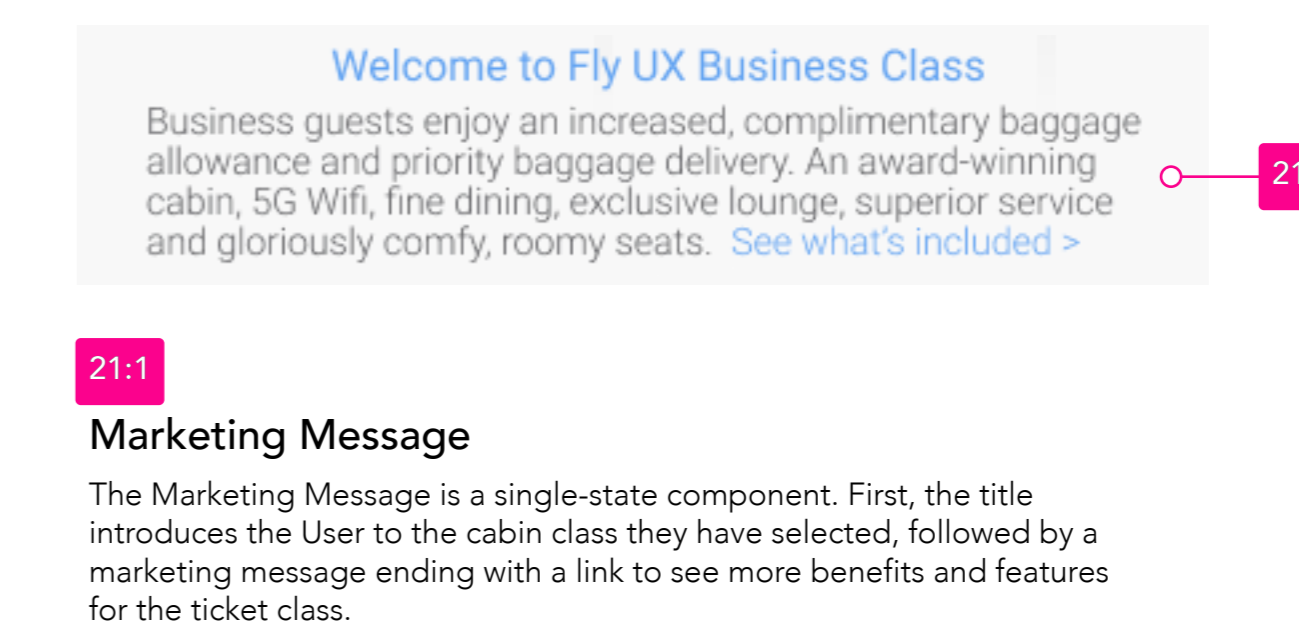 Welcome to Fly UX Business Class
Business guests enjoy an increased, complimentary baggage
allowance and priority baggage delivery. An award-winning
cabin, 5G Wifi, fine dining, exclusive lounge, superior service
and gloriously comfy, roomy seats. See what's included >
21
21:1
Marketing Message
The Marketing Message is a single-state component. First, the title
introduces the User to the cabin class they have selected, followed by a
marketing message ending with a link to see more benefits and features
for the ticket class.